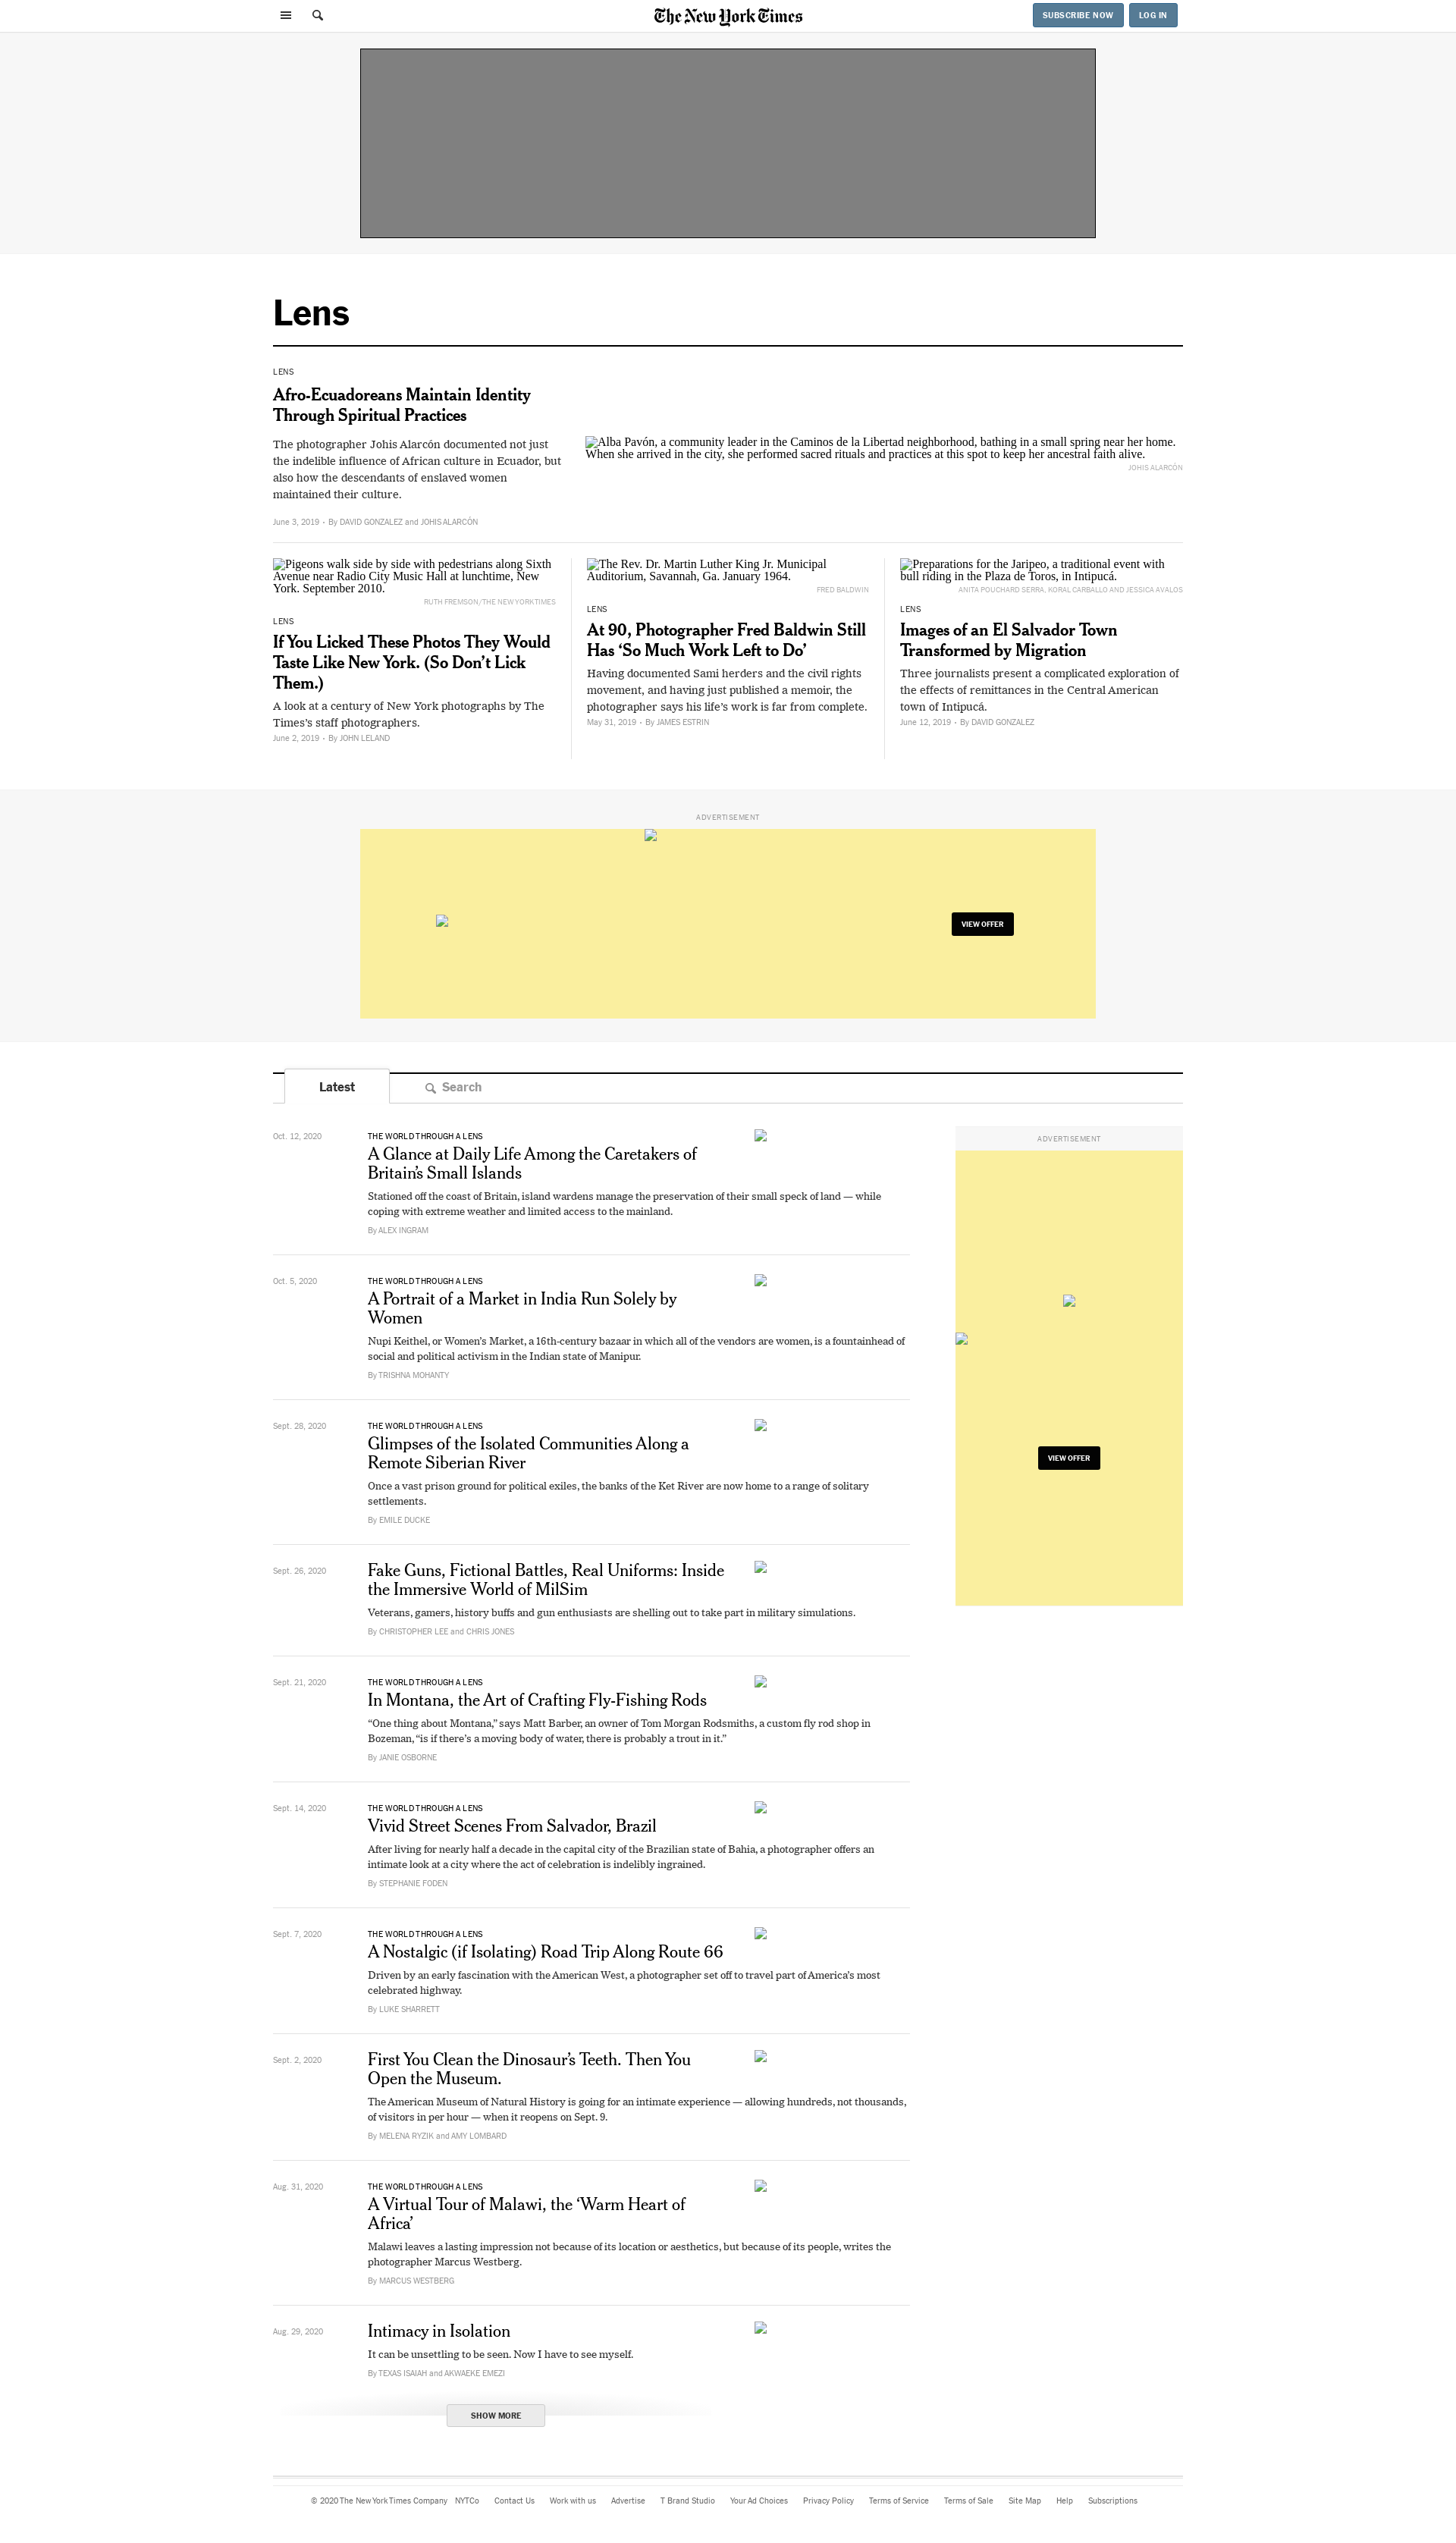 The New York Times
SUBSCRIBE NOW
LOG IN
Lens
LENS
Afro-Ecuadoreans Maintain Identity
Through Spiritual Practices
The photographer Johis Alarcón documented not just
the indelible influence of African culture in Ecuador, but
also how the descendants of enslaved women
maintained their culture.
June 3, 2019 • By DAVID GONZALEZ and JOHIS ALARCÓN
Alba Pavón, a community leader in the Caminos de la Libertad neighborhood, bathing in a small spring near her home.
When she arrived in the city, she performed sacred rituals and practices at this spot to keep her ancestral faith alive.
JOHIS ALARCÓN
Pigeons walk side by side with pedestrians along Sixth
Avenue near Radio City Music Hall at lunchtime, New
York. September 2010.
RUTH FREMSON/THE NEW YORK TIMES
LENS
If You Licked These Photos They Would
Taste Like New York. (So Don’t Lick
Them.)
A look at a century of New York photographs by The
Times’s staff photographers.
June 2, 2019 • By JOHN LELAND
The Rev. Dr. Martin Luther King Jr. Municipal
Auditorium, Savannah, Ga. January 1964.
FRED BALDWIN
LENS
At 90, Photographer Fred Baldwin Still
Has ‘So Much Work Left to Do’
Having documented Sami herders and the civil rights
movement, and having just published a memoir, the
photographer says his life’s work is far from complete.
May 31, 2019 • By JAMES ESTRIN
Preparations for the Jaripeo, a traditional event with
bull riding in the Plaza de Toros, in Intipucá.
ANITA POUCHARD SERRA, KORAL CARBALLO AND JESSICA AVALOS
LENS
Images of an El Salvador Town
Transformed by Migration
Three journalists present a complicated exploration of
the effects of remittances in the Central American
town of Intipucá.
June 12, 2019 • By DAVID GONZALEZ
ADVERTISEMENT
VIEW OFFER
Latest
Search
Oct. 12, 2020
THE WORLD THROUGH A LENS
A Glance at Daily Life Among the Caretakers of
Britain’s Small Islands
Stationed off the coast of Britain, island wardens manage the preservation of their small speck of land — while
coping with extreme weather and limited access to the mainland.
By ALEX INGRAM
Oct. 5, 2020
THE WORLD THROUGH A LENS
A Portrait of a Market in India Run Solely by
Women
Nupi Keithel, or Women’s Market, a 16th-century bazaar in which all of the vendors are women, is a fountainhead of
social and political activism in the Indian state of Manipur.
By TRISHNA MOHANTY
Sept. 28, 2020
THE WORLD THROUGH A LENS
Glimpses of the Isolated Communities Along a
Remote Siberian River
Once a vast prison ground for political exiles, the banks of the Ket River are now home to a range of solitary
settlements.
By EMILE DUCKE
Sept. 26, 2020
Fake Guns, Fictional Battles, Real Uniforms: Inside
the Immersive World of MilSim
Veterans, gamers, history buffs and gun enthusiasts are shelling out to take part in military simulations.
By CHRISTOPHER LEE and CHRIS JONES
Sept. 21, 2020
THE WORLD THROUGH A LENS
In Montana, the Art of Crafting Fly-Fishing Rods
“One thing about Montana,” says Matt Barber, an owner of Tom Morgan Rodsmiths, a custom fly rod shop in
Bozeman, “is if there’s a moving body of water, there is probably a trout in it.”
By JANIE OSBORNE
Sept. 14, 2020
THE WORLD THROUGH A LENS
Vivid Street Scenes From Salvador, Brazil
After living for nearly half a decade in the capital city of the Brazilian state of Bahia, a photographer offers an
intimate look at a city where the act of celebration is indelibly ingrained.
By STEPHANIE FODEN
Sept. 7, 2020
THE WORLD THROUGH A LENS
A Nostalgic (if Isolating) Road Trip Along Route 66
Driven by an early fascination with the American West, a photographer set off to travel part of America’s most
celebrated highway.
By LUKE SHARRETT
Sept. 2, 2020
First You Clean the Dinosaur’s Teeth. Then You
Open the Museum.
The American Museum of Natural History is going for an intimate experience — allowing hundreds, not thousands,
of visitors in per hour — when it reopens on Sept. 9.
By MELENA RYZIK and AMY LOMBARD
Aug. 31, 2020
THE WORLD THROUGH A LENS
A Virtual Tour of Malawi, the ‘Warm Heart of
Africa’
Malawi leaves a lasting impression not because of its location or aesthetics, but because of its people, writes the
photographer Marcus Westberg.
By MARCUS WESTBERG
Aug. 29, 2020
Intimacy in Isolation
It can be unsettling to be seen. Now I have to see myself.
By TEXAS ISAIAH and AKWAEKE EMEZI
SHOW MORE
ADVERTISEMENT
VIEW OFFER
© 2020 The New York Times Company NYTCo Contact Us Work with us Advertise T Brand Studio Your Ad Choices Privacy Policy Terms of Service Terms of Sale Site Map Help Subscriptions